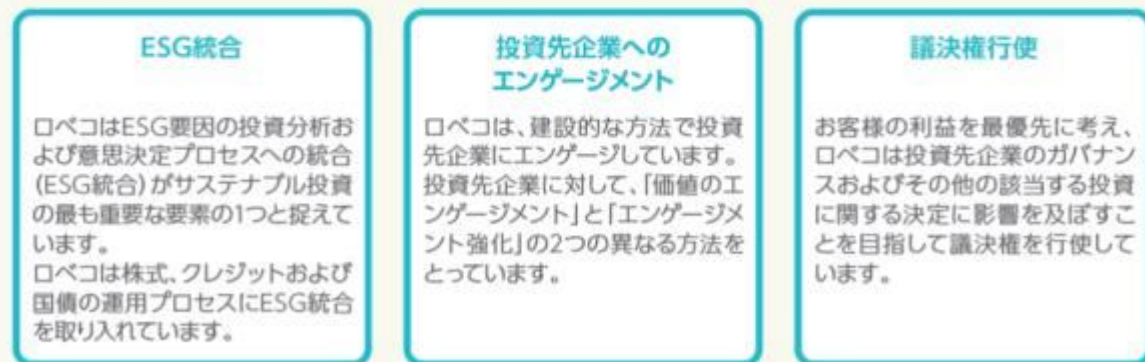 ESG統合
ロベコはESG要因の投資分析お
よび意思決定プロセスへの統合
(ESG統合)がサステナブル投資
の最も重要な要素の1つと捉えて
います。
ロベコは株式、クレジットおよび
国債の運用プロセスにESG統合
を取り入れています。
投資先企業への
エンゲージメント
ロベコは、建設的な方法で投資
先企業にエンゲージしています。
投資先企業に対して、「価値のエ
ンゲージメント」と「エンゲージメ
ント強化」の2つの異なる方法を
とっています。
議決権行使
お客様の利益を最優先に考え、
ロベコは投資先企業のガバナン
スおよびその他の該当する投資
に関する決定に影響を及ぼすこ
とを目指して議決権を行使して
います。